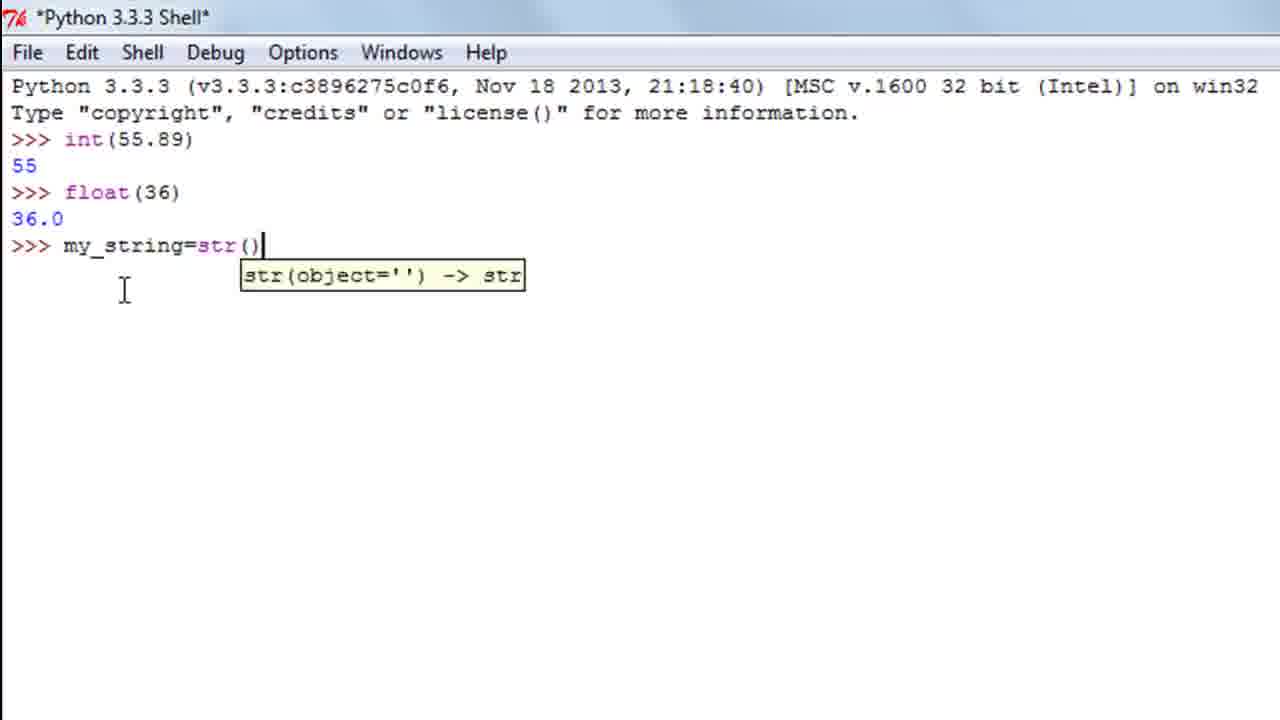 *Python 3.3.3 Shell*
File Edit Shell Debug Options Windows Help
Python 3.3.3 (v3.3.3:c3896275c0f6, Nov 18 2013, 21:18:40) [MSC v.1600 32 bit (Intel)] on win32
Type "copyright", "credits" or "license()" for more information.
>>> int(55.89)
55
>>> float(36)
36.0
>>> my_string=str()
str(object='') -> str